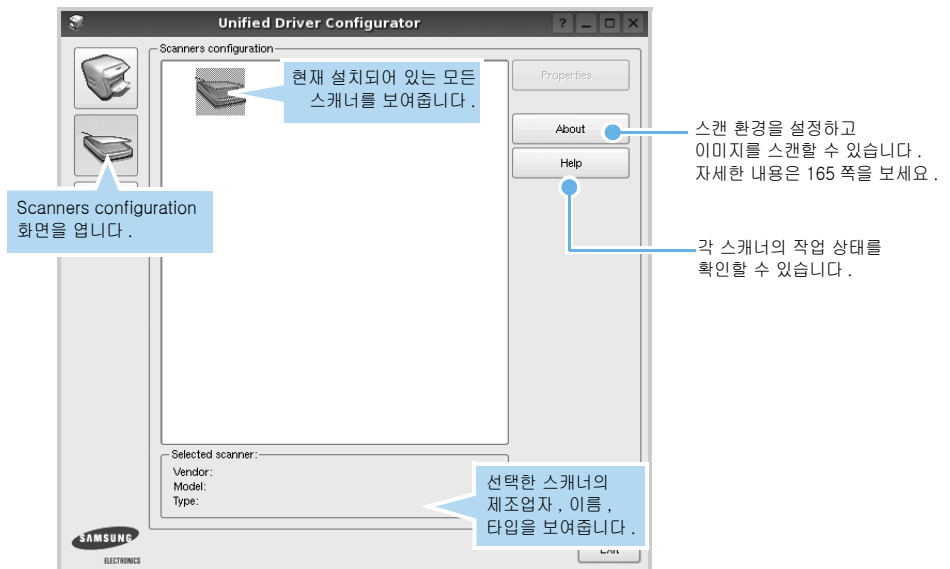 Unified Driver Configurator
Scanners configuration
현재 설치되어 있는 모든
스캐너를 보여줍니다 .
Properties...
About
Help
스캔 환경을 설정하고
이미지를 스캔할 수 있습니다 .
자세한 내용은 165 쪽을 보세요 .
Scanners configuration
화면을 엽니다 .
각 스캐너의 작업 상태를
확인할 수 있습니다 .
Selected scanner:
Vendor:
Model:
Type:
선택한 스캐너의
제조업자 , 이름 ,
타입을 보여줍니다 .
SAMSUNG
ELECTRONICS
Exit